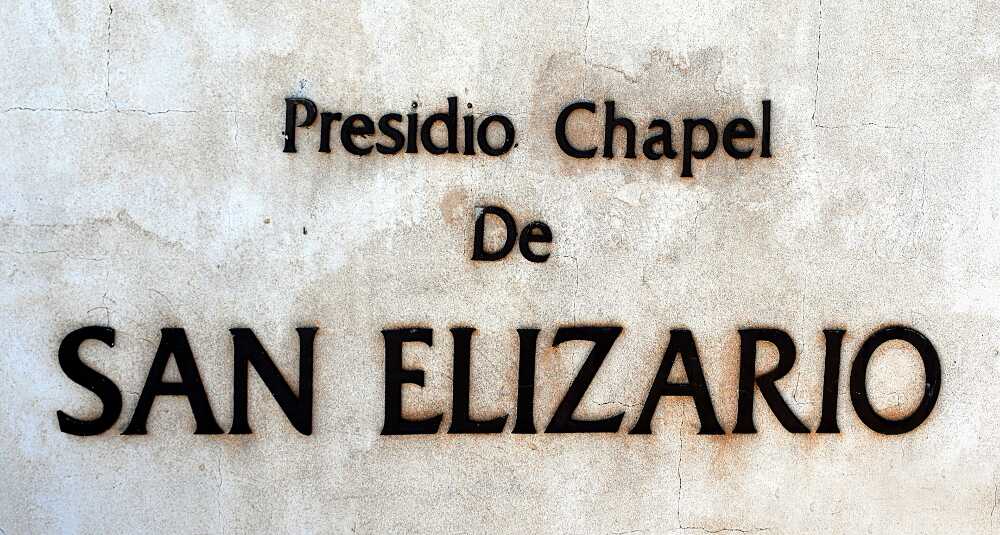 Presidio Chapel
De
SAN ELIZARIO